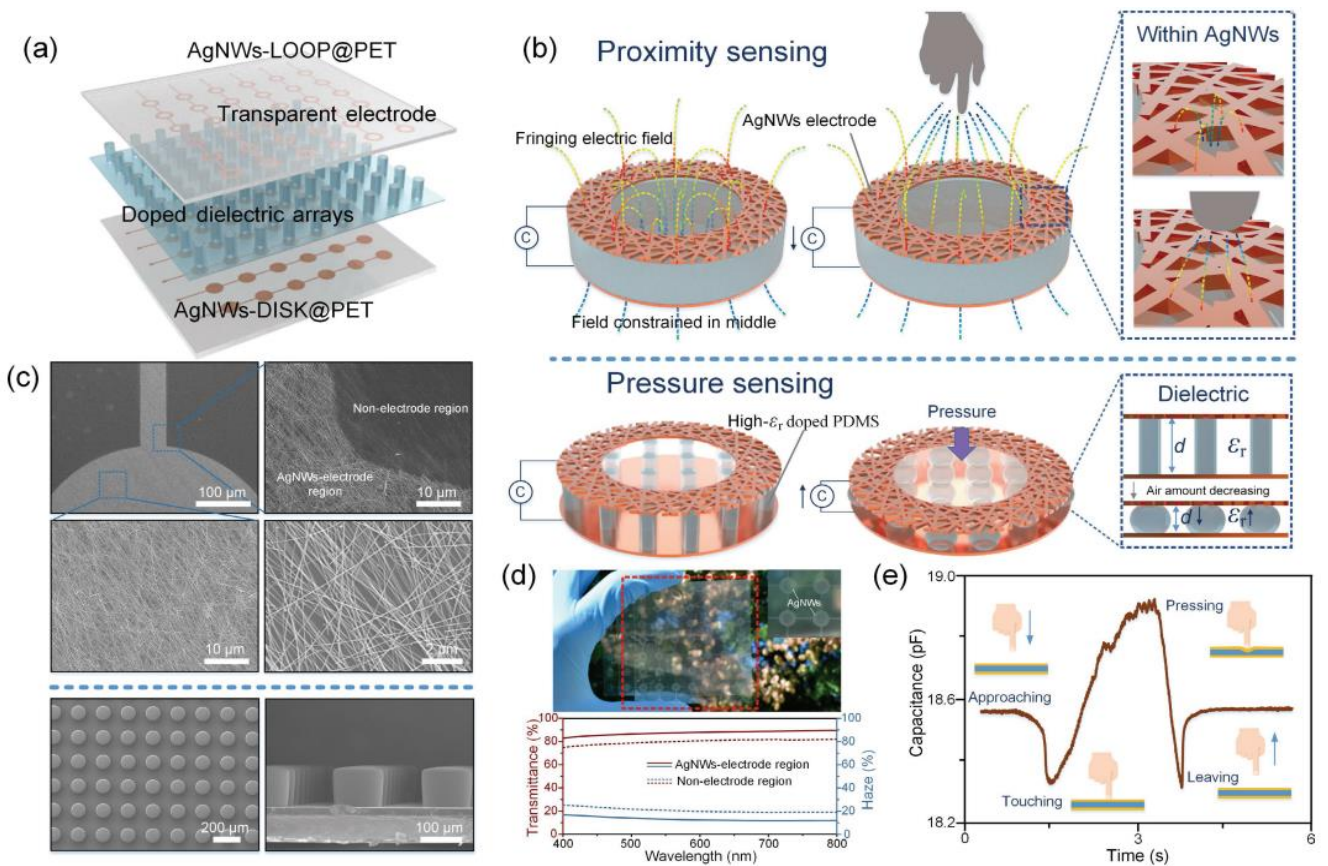 (a)
AgNWs-LOOP@PET
Transparent electrode
Doped dielectric arrays
AgNWs-DISK@PET
(b)
Proximity sensing
Within AgNWs
Fringing electric field
AgNWs electrode
C
C
Field constrained in middle
Pressure sensing
Dielectric
High-εr doped PDMS
Pressure
d
εr
C
C
Air amount decreasing
d
εr
(c)
Non-electrode region
AgNWs-electrode
region
100 μm
10 μm
10 μm
2 μm
200 μm
100 μm
(d)
AgNWs
100
80
60
40
20
0
Transmittance (%)
AgNWs-electrode region
Non-electrode region
100
80
60
40
20
0
Haze (%)
400
500
600
700
800
Wavelength (nm)
(e)
19.0
18.6
18.2
Capacitance (pF)
Pressing
Approaching
Touching
Leaving
0
3
6
Time (s)